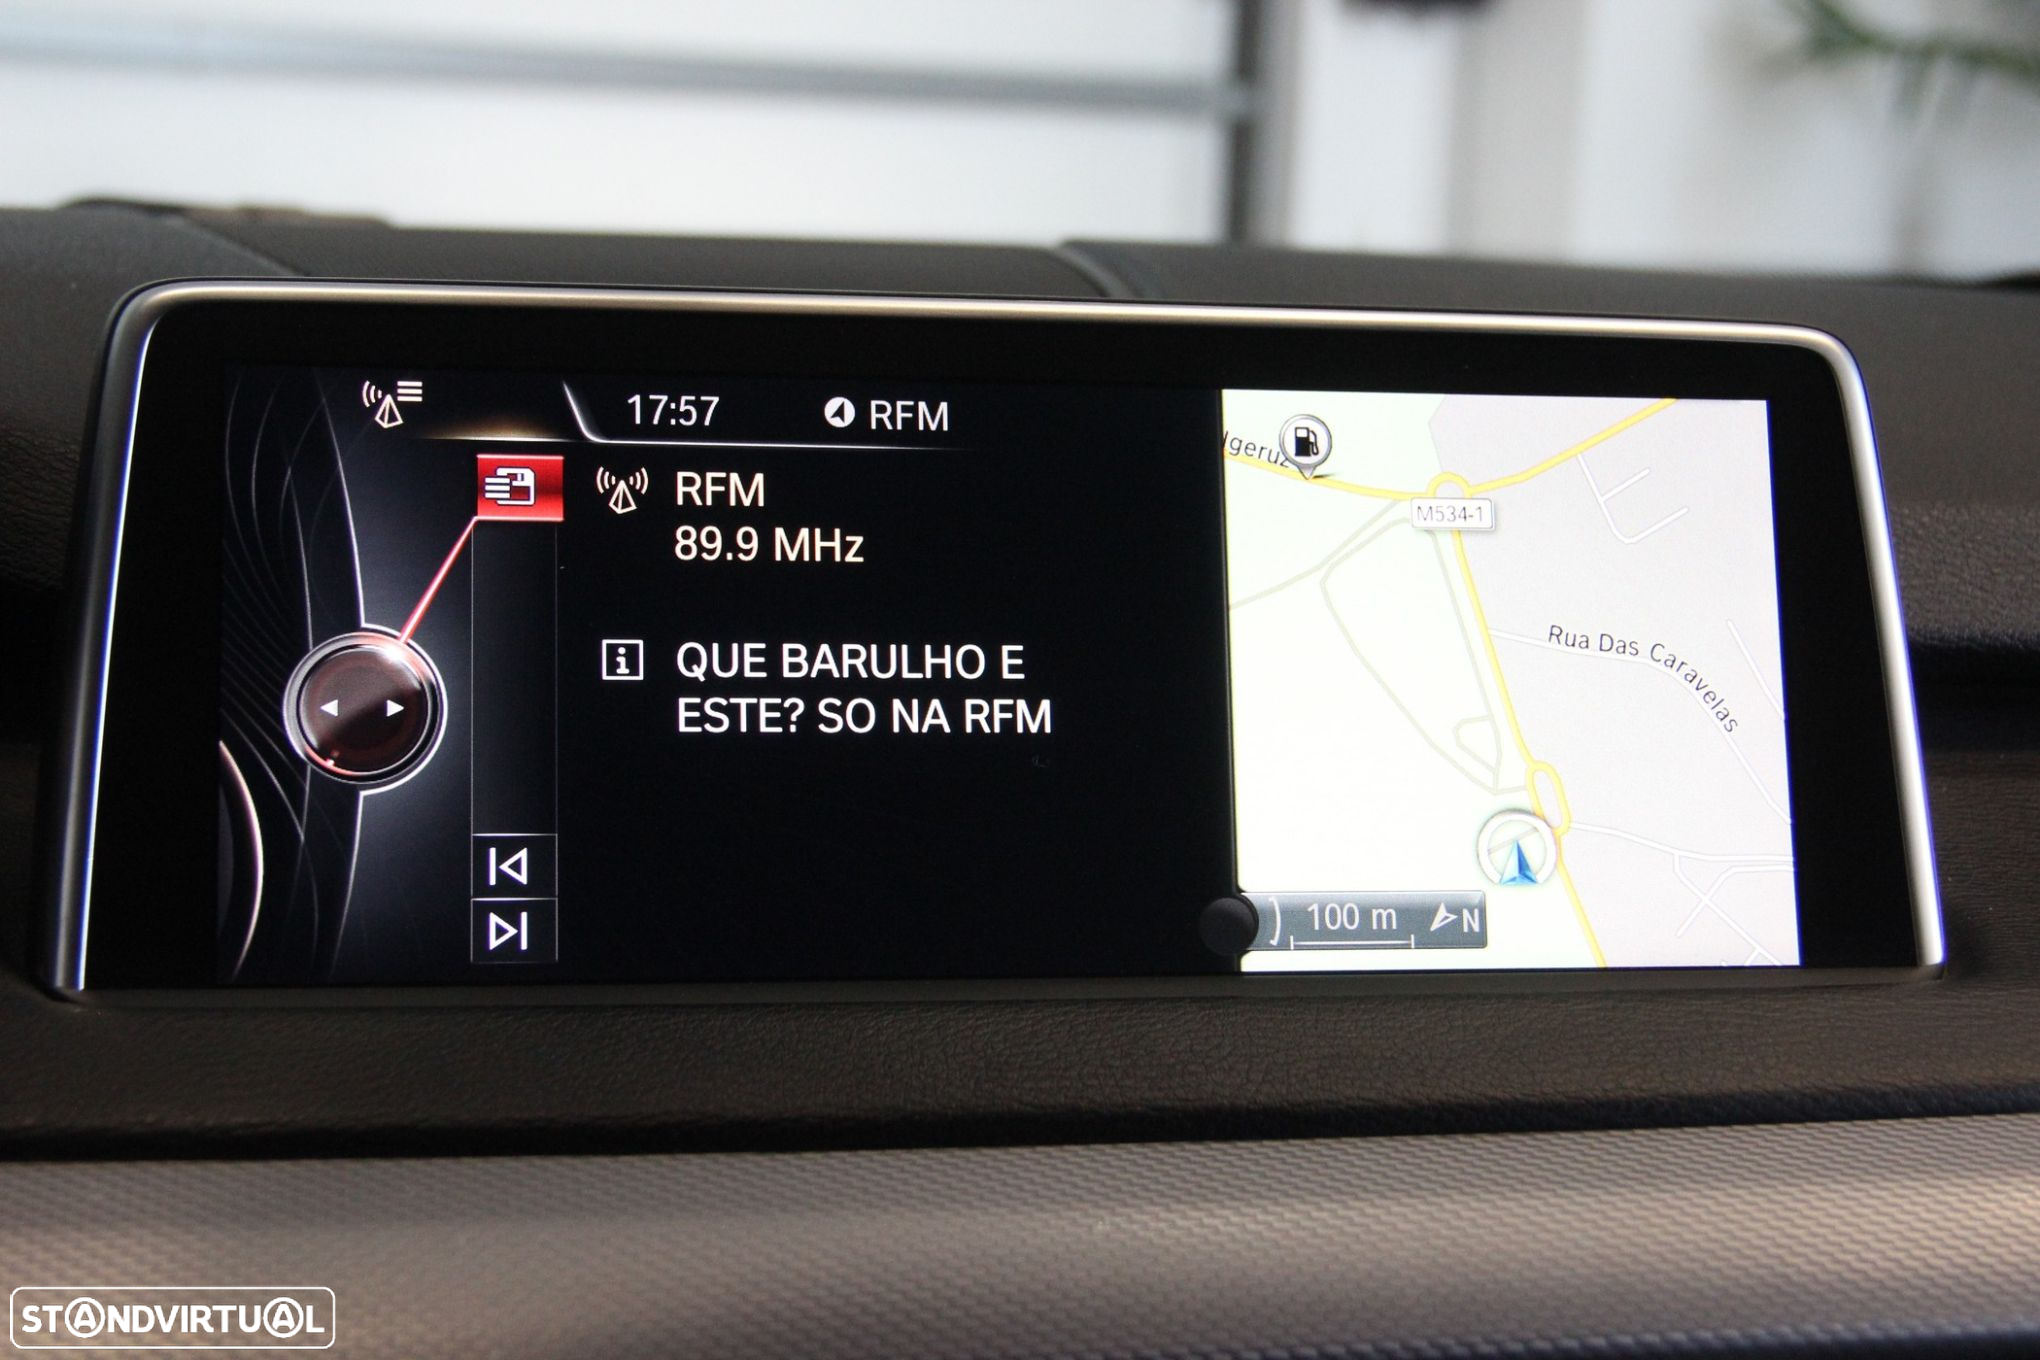 17:57
RFM
RFM
89.9 MHz
QUE BARULHO E
ESTE? SO NA RFM
M534-1
Rua Das Caravelas
100 m
N
STANDVIRTUAL